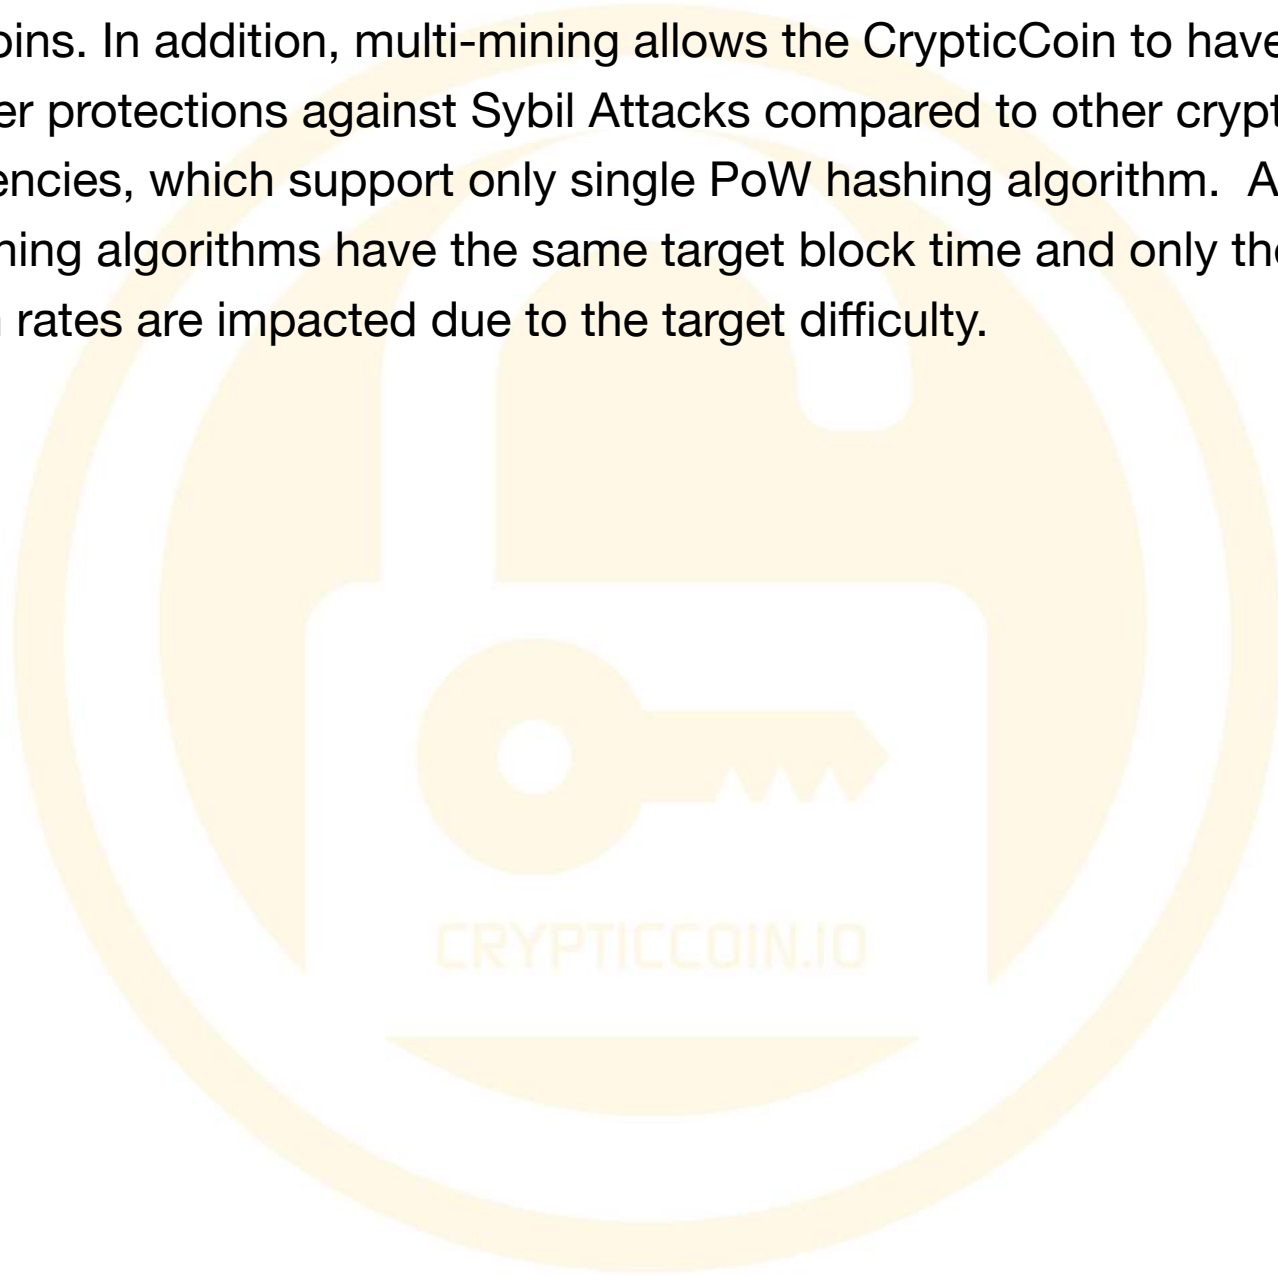 oins. In addition, multi-mining allows the CrypticCoin to have
er protections against Sybil Attacks compared to other crypt
encies, which support only single PoW hashing algorithm.  A
ning algorithms have the same target block time and only the
rates are impacted due to the target difficulty.
CRYPTICCOIN.IO